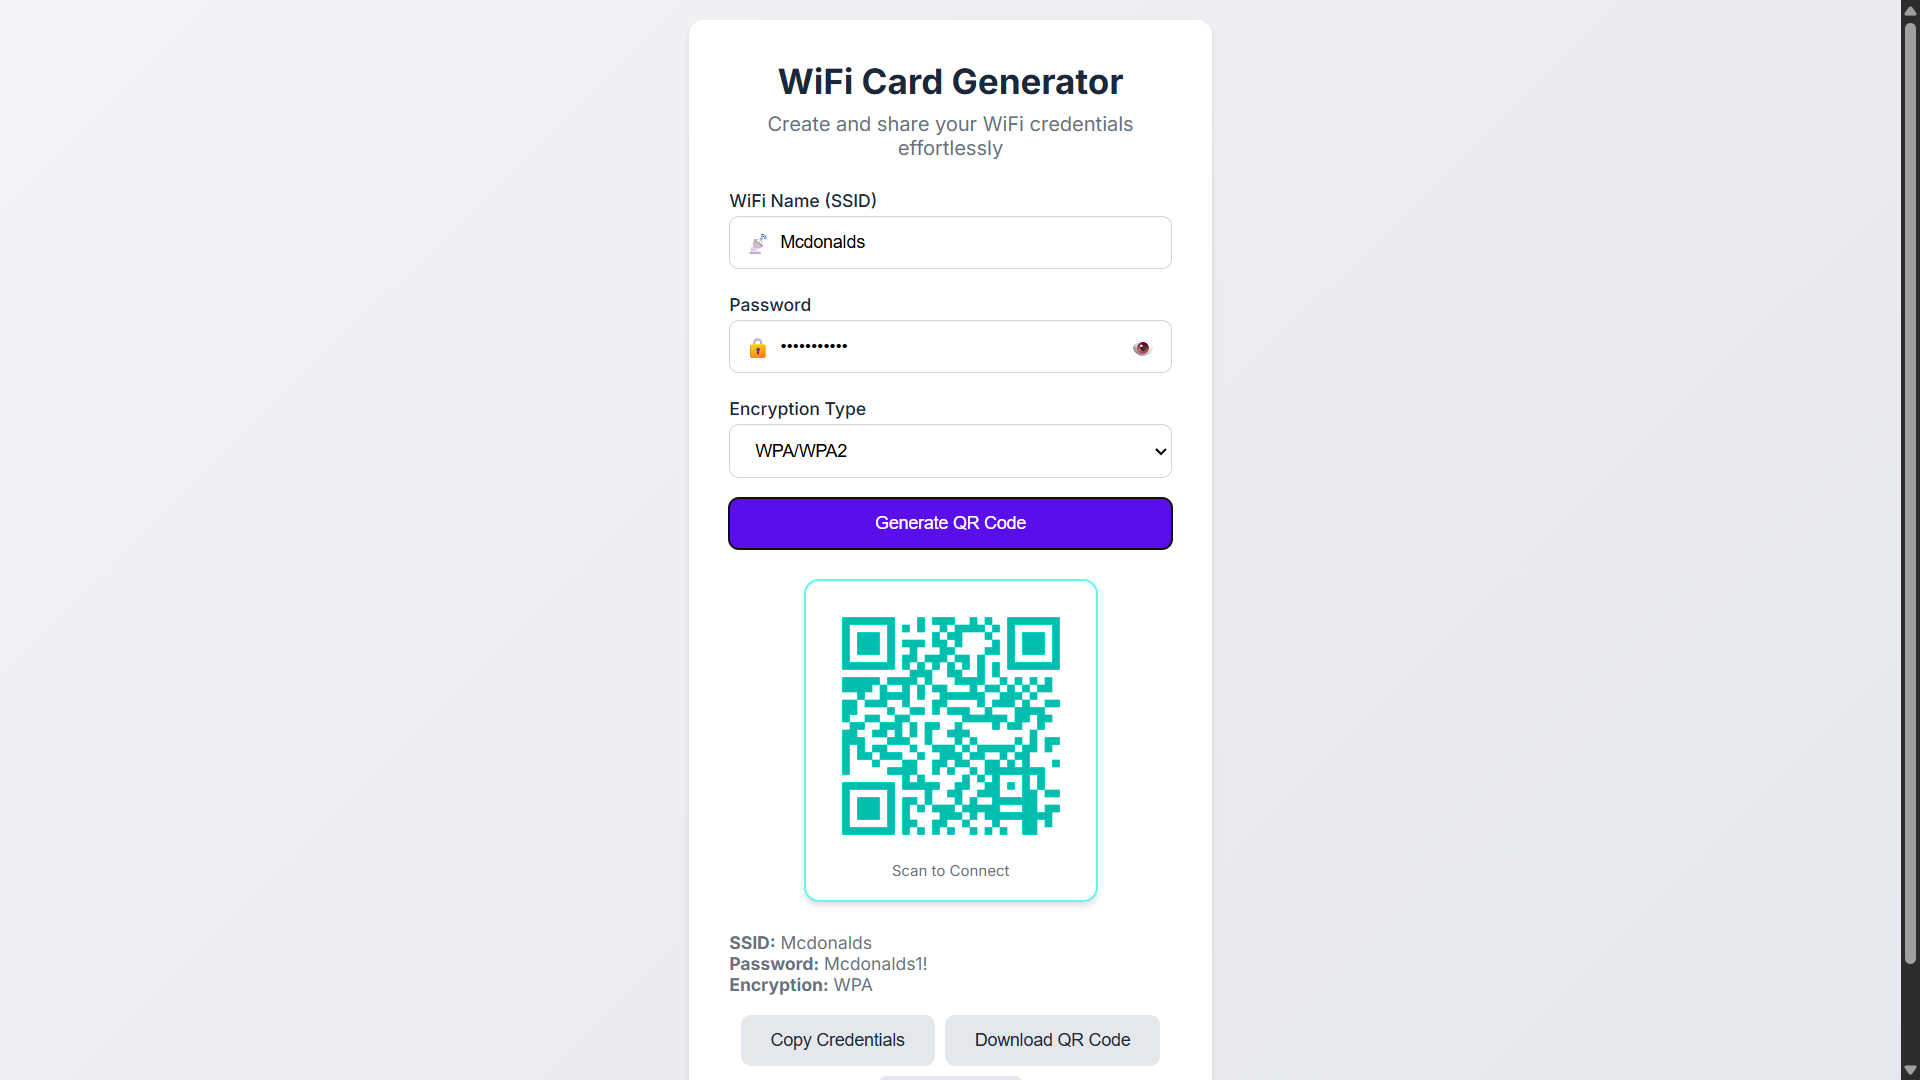 WiFi Card Generator
Create and share your WiFi credentials
effortlessly
WiFi Name (SSID)
Mcdonalds
Password
•••••••••••
Encryption Type
WPA/WPA2
Generate QR Code
Scan to Connect
SSID: Mcdonalds
Password: Mcdonalds1!
Encryption: WPA
Copy Credentials
Download QR Code